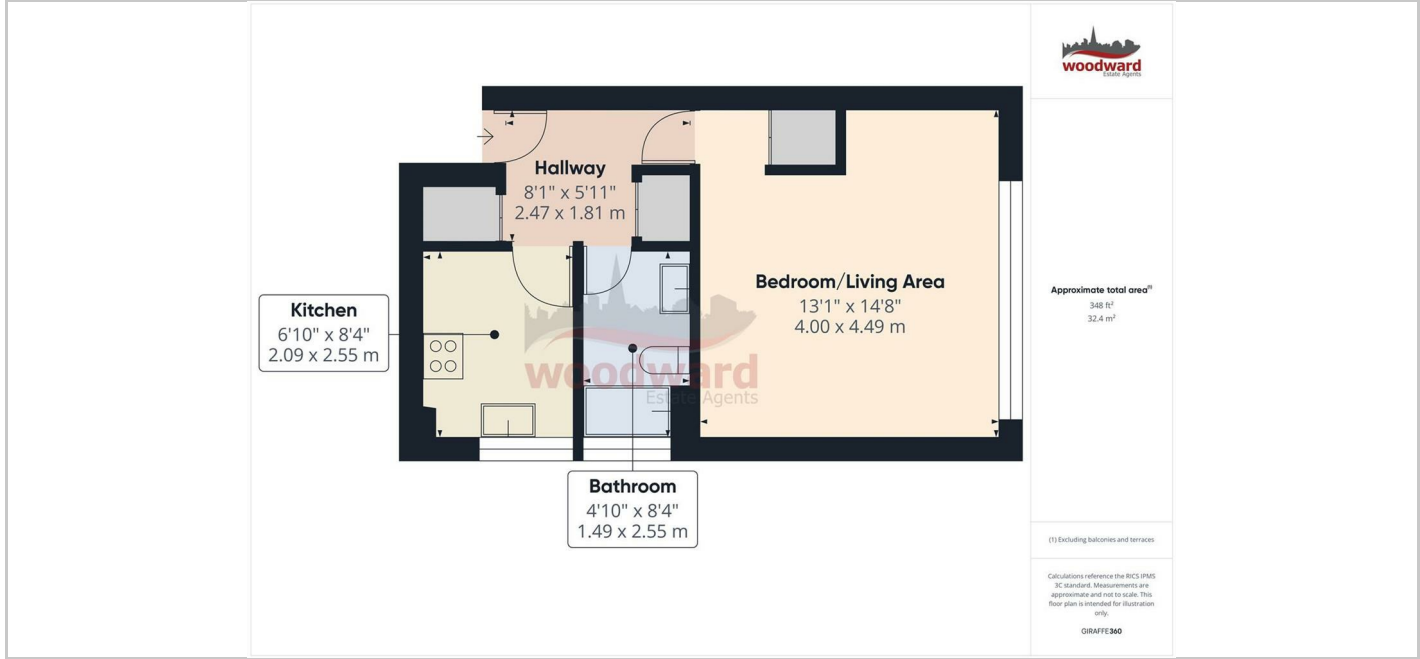 woodward
Estate Agents
Hallway
8'1" x 5'11"
2.47 x 1.81 m
Kitchen
6'10" x 8'4"
2.09 x 2.55 m
Bedroom/Living Area
13'1" x 14'8"
4.00 x 4.49 m
woodward
Estate Agents
Bathroom
4'10" x 8'4"
1.49 x 2.55 m
Approximate total area⁽¹⁾
348 ft²
32.4 m²
(1) Excluding balconies and terraces
Calculations reference the RICS IPMS
3C standard. Measurements are
approximate and not to scale. This
floor plan is intended for illustration
only.
GIRAFFE360